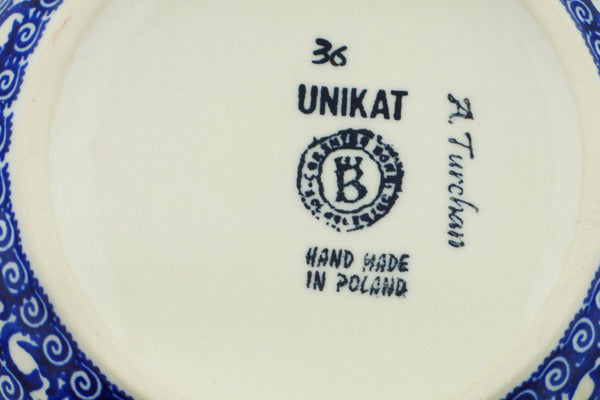 36
UNIKAT
B
HAND MADE
IN POLAND
A. Turchan